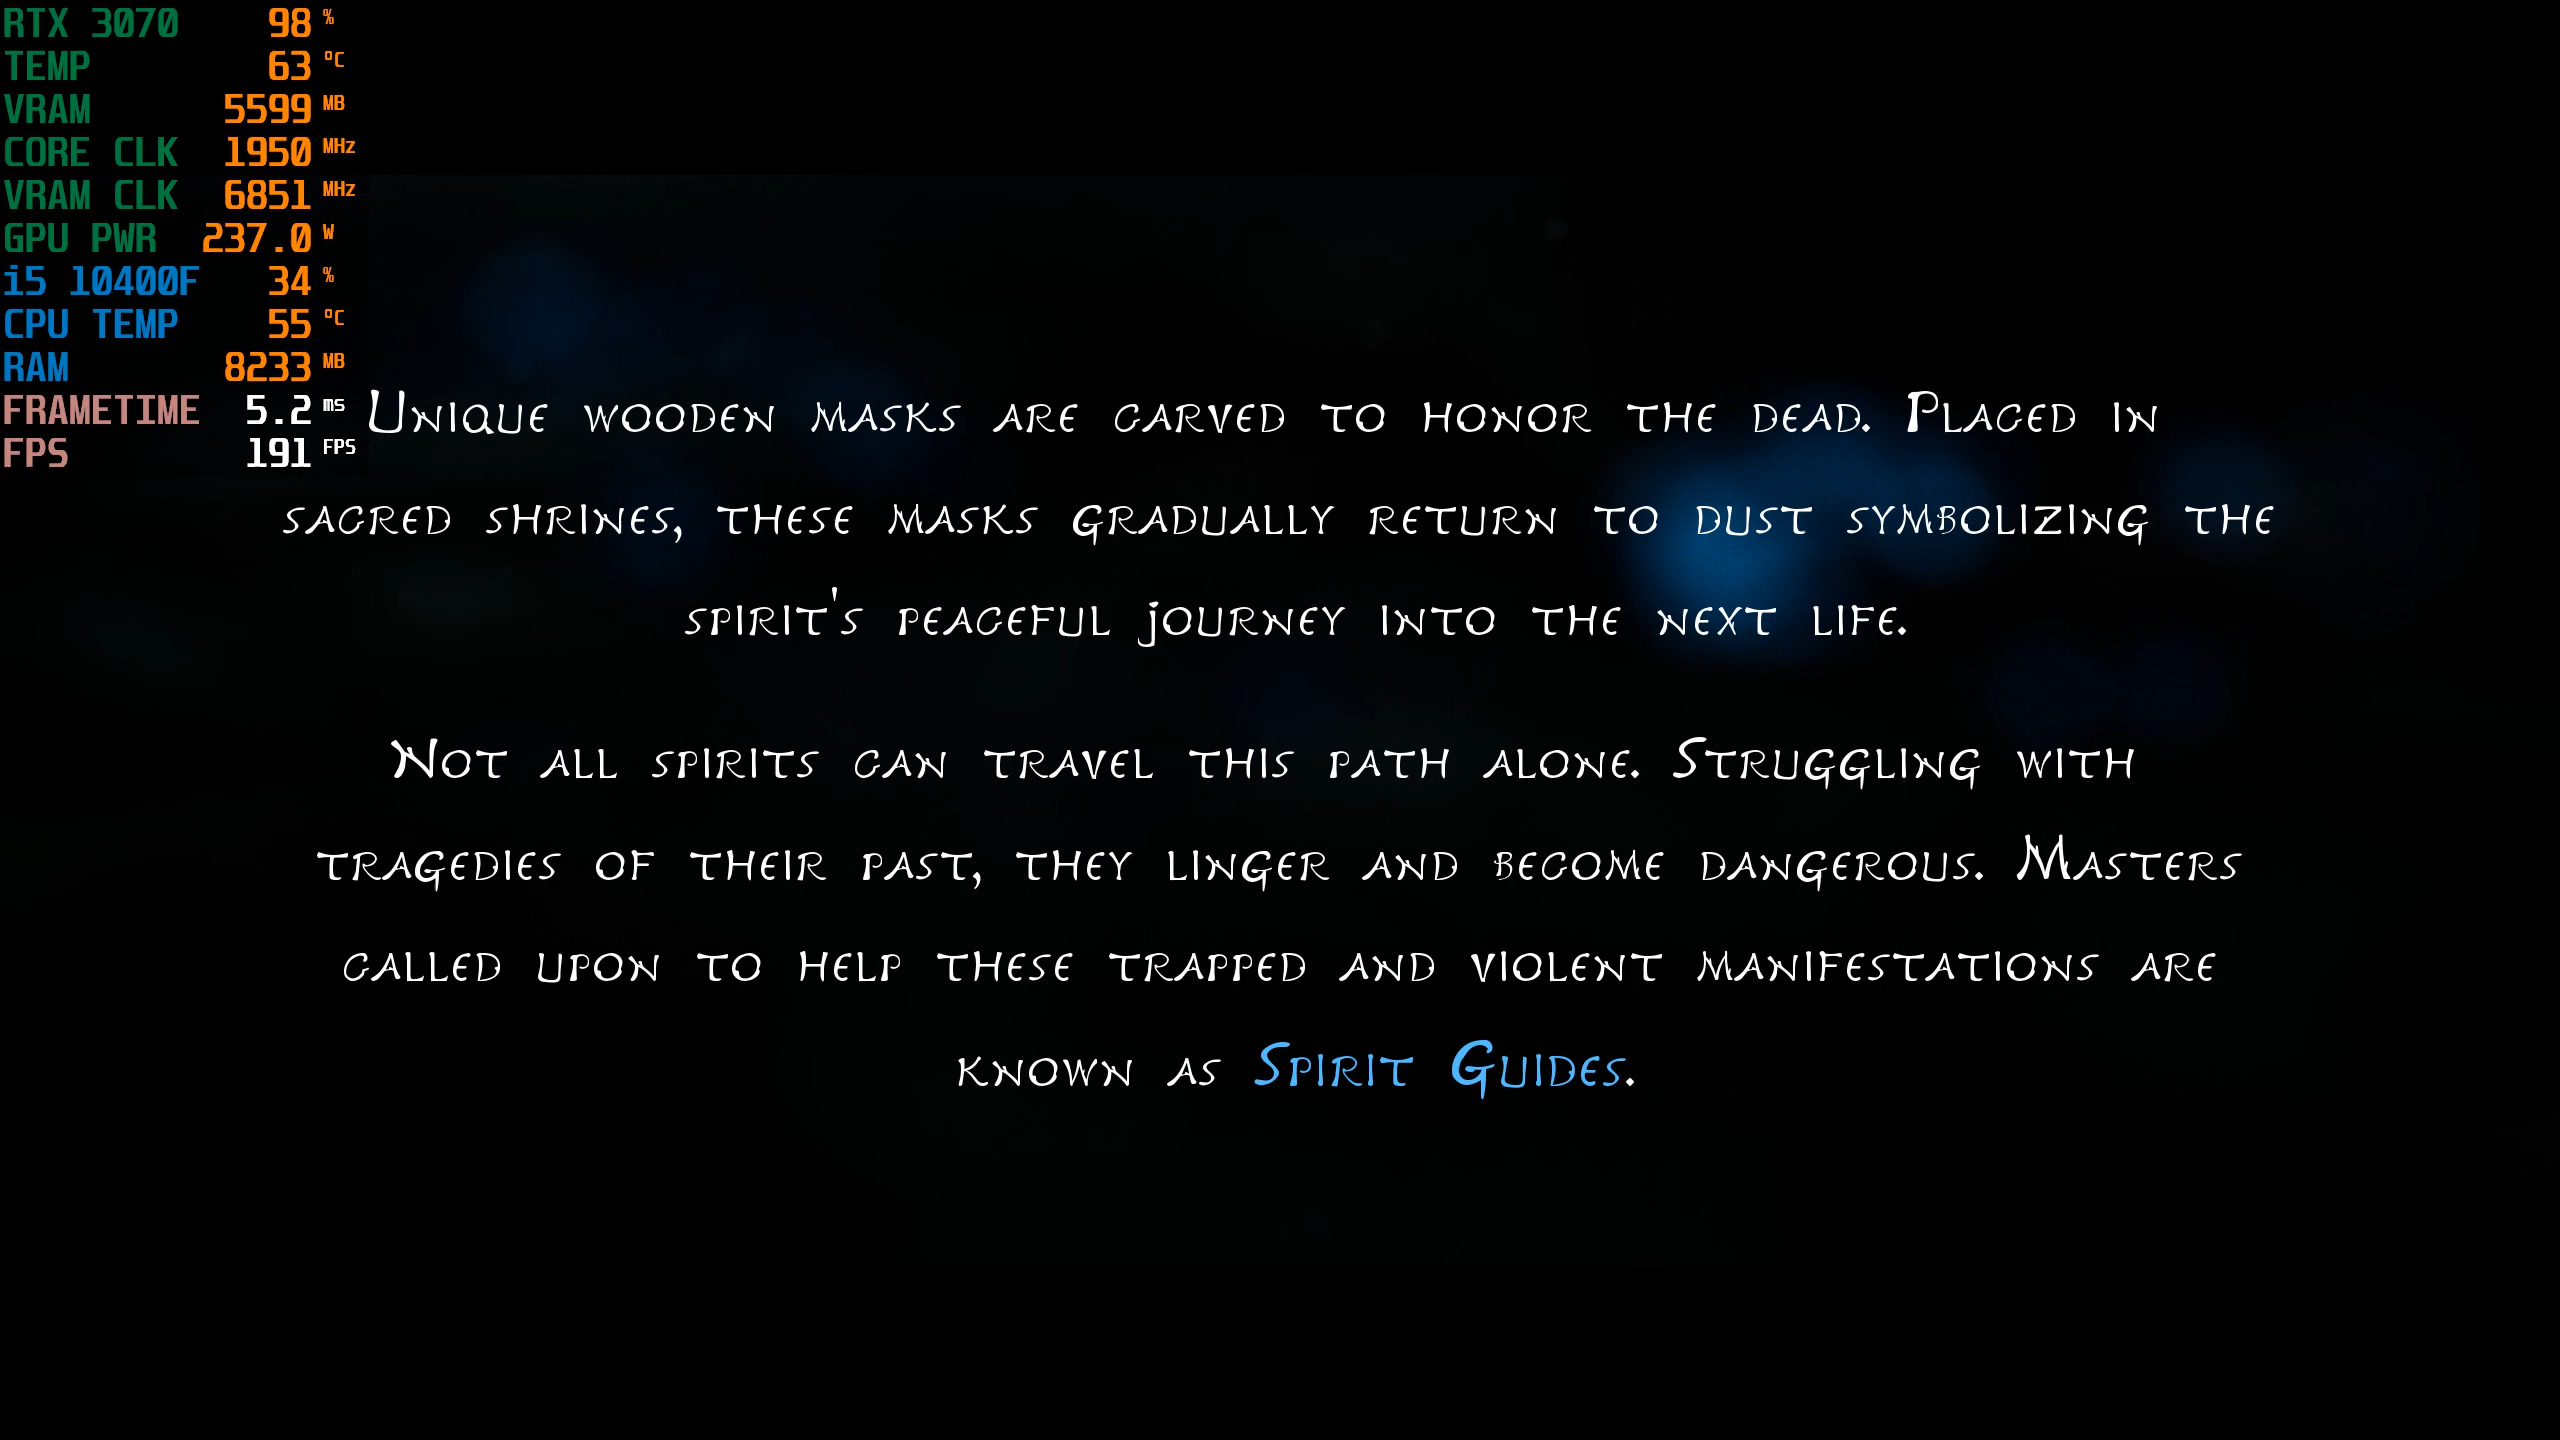 RTX 3070 98 %
TEMP 63 °C
VRAM 5599 MB
CORE CLK 1950 MHz
VRAM CLK 6851 MHz
GPU PWR 237.0 W
i5 10400F 34 %
CPU TEMP 55 °C
RAM 8233 MB
FRAMETIME 5.2 ms
FPS 191 FPS
Unique wooden masks are carved to honor the dead. Placed in
sacred shrines, these masks gradually return to dust symbolizing the
spirit's peaceful journey into the next life.
Not all spirits can travel this path alone. Struggling with
tragedies of their past, they linger and become dangerous. Masters
called upon to help these trapped and violent manifestations are
known as Spirit Guides.